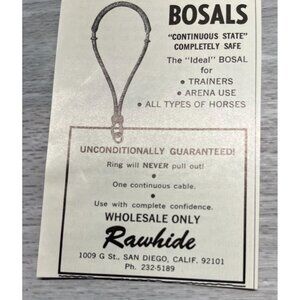 BOSALS
"CONTINUOUS STATE"
COMPLETELY SAFE
The "Ideal" BOSAL
for
• TRAINERS
• ARENA USE
• ALL TYPES OF HORSES
UNCONDITIONALLY GUARANTEED!
Ring will NEVER pull out!
•
One continuous cable.
•
Use with complete confidence.
WHOLESALE ONLY
Rawhide
1009 G St., SAN DIEGO, CALIF. 92101
Ph. 232-5189